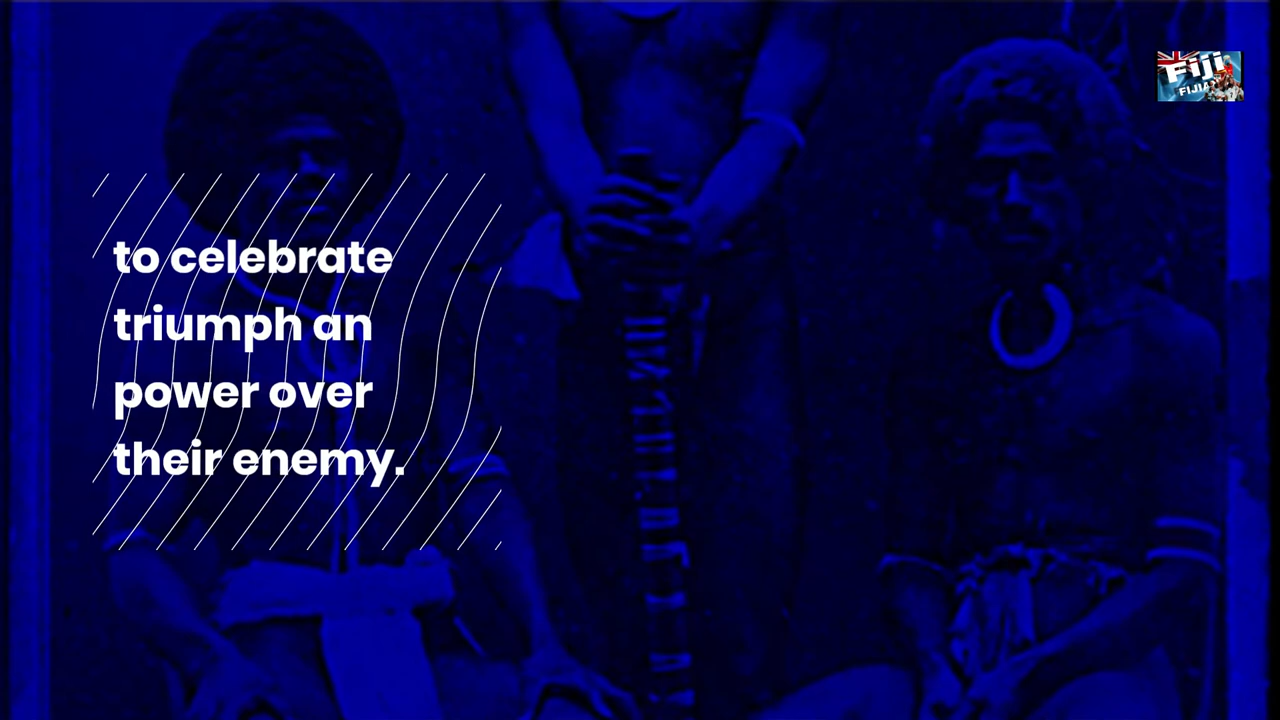 to celebrate
triumph an
power over
their enemy.
Fiji
FIJIA